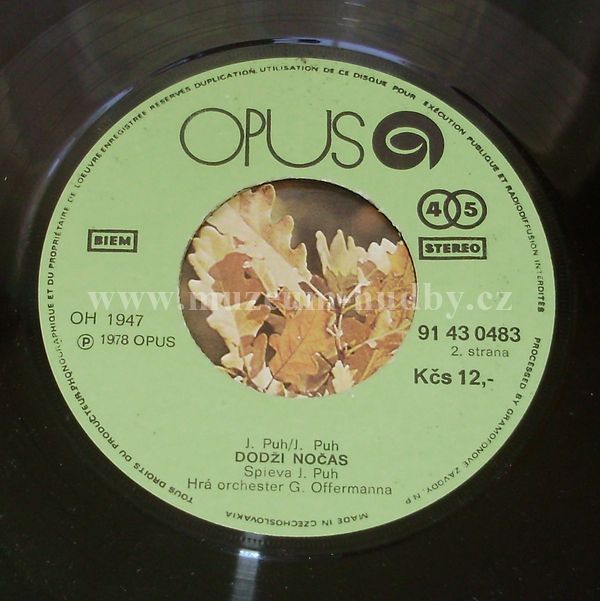 TOUS DROITS DU PRODUCTEUR-PHONOGRAPHIQUE ET DU PROPRIÉTAIRE DE L'OEUVRE ENREGISTRÉE RÉSERVÉS DUPLICATION, UTILISATION DE CE DISQUE POUR EXÉCUTION PUBLIQUE ET RADIODIFFUSION INTERDITES
OPUS
45
BIEM
STEREO
www.muzeum-hudby.cz
OH 1947
91 43 0483
℗ 1978 OPUS
2. strana
Kčs 12,-
J. Puh/J. Puh
DODŽI NOČAS
Spieva J. Puh
Hrá orchester G. Offermanna
PROCESSED BY GRAMOFONOVÉ ZÁVODY, N.P.
MADE IN CZECHOSLOVAKIA